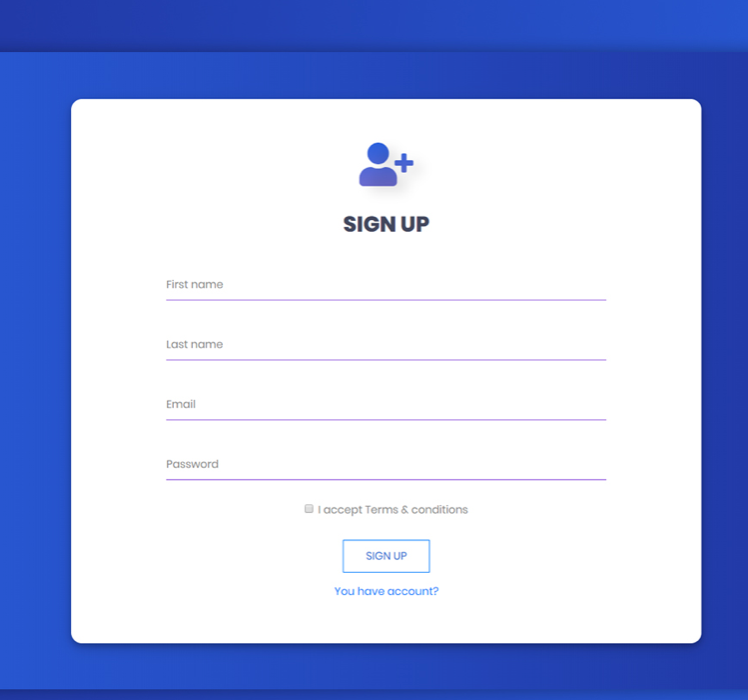 SIGN UP
First name
Last name
Email
Password
I accept Terms & conditions
SIGN UP
You have account?